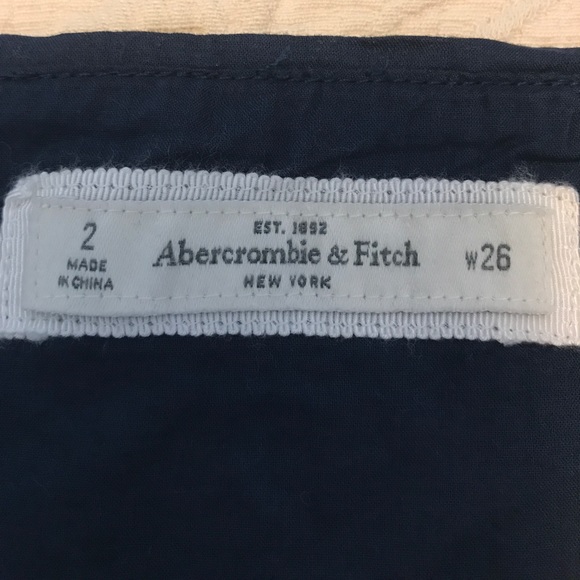 2
MADE
IN CHINA
EST. 1892
Abercrombie & Fitch
NEW YORK
W26